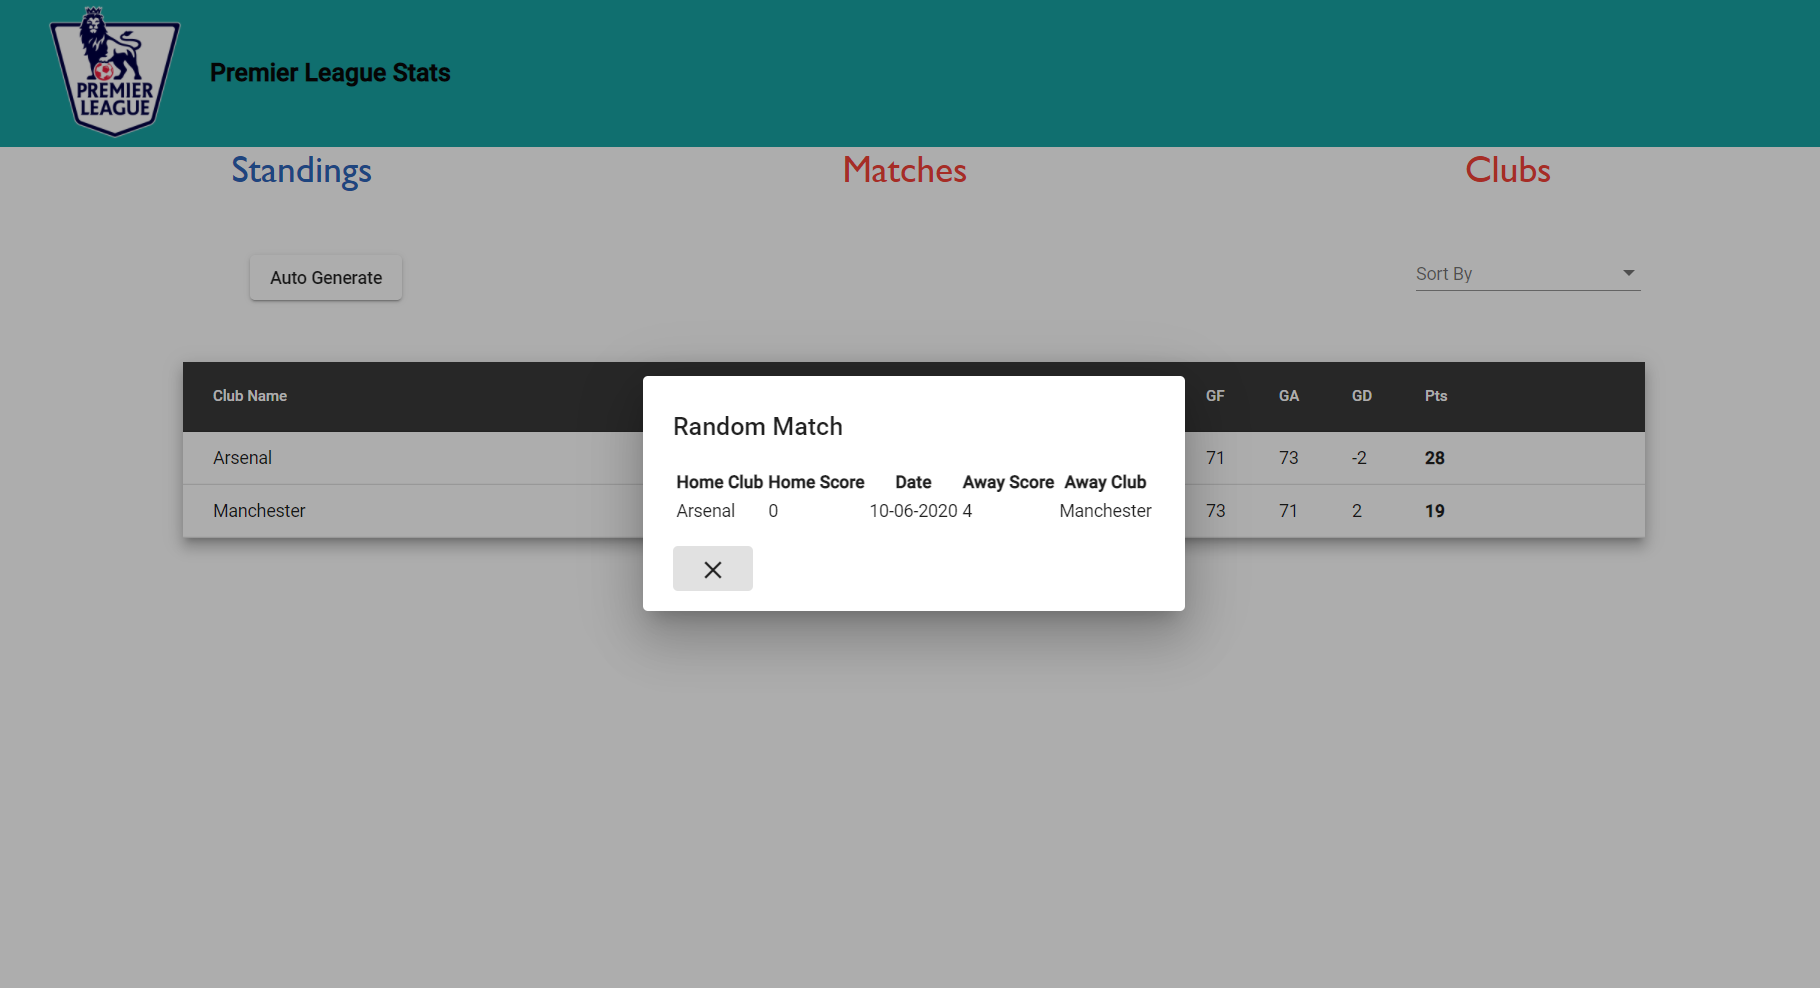 PREMIER
LEAGUE
Premier League Stats
Standings Matches Clubs
Auto Generate Sort By
Club Name GF GA GD Pts
Arsenal 71 73 -2 28
Manchester 73 71 2 19
Random Match
Home Club Home Score Date Away Score Away Club
Arsenal 0 10-06-2020 4 Manchester